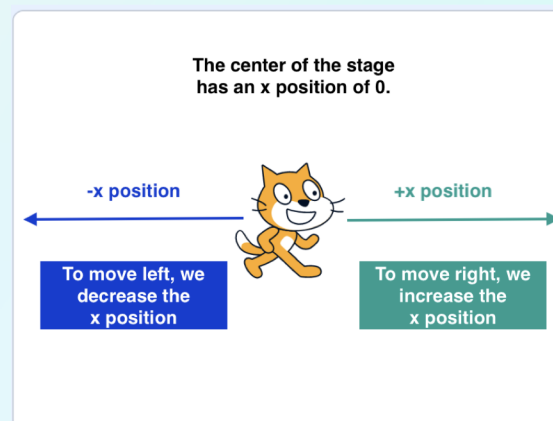 The center of the stage
has an x position of 0.
-x position
+x position
To move left, we
decrease the
x position
To move right, we
increase the
x position